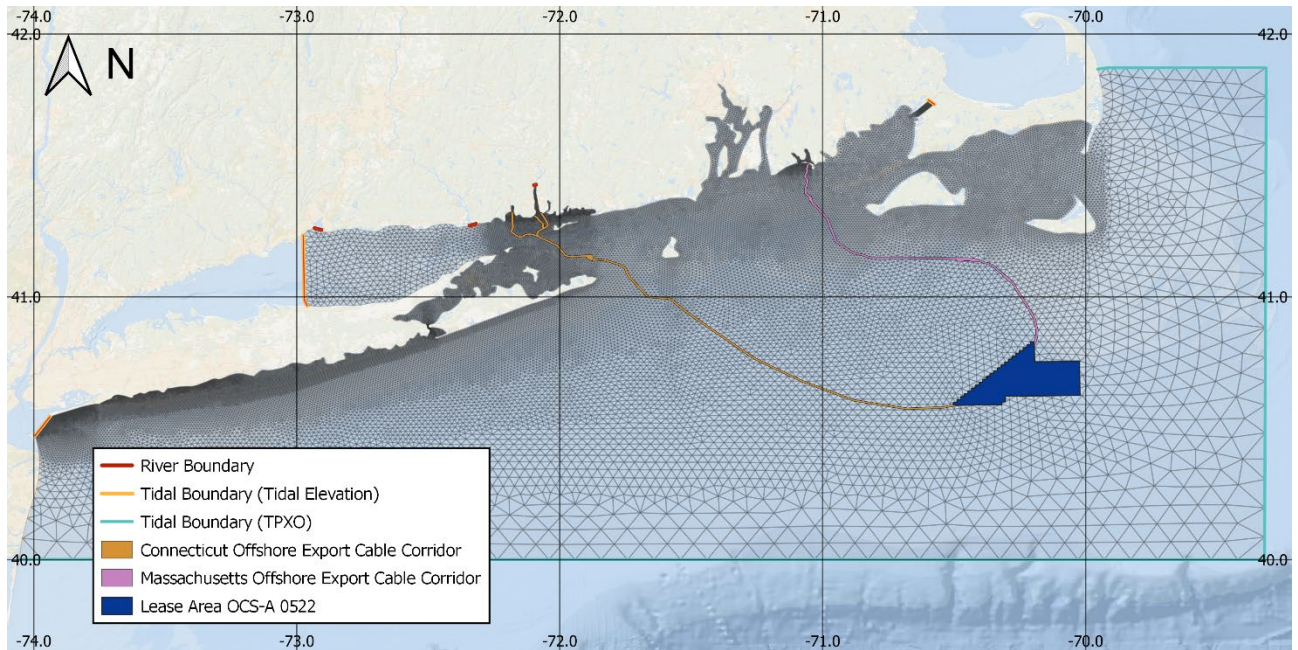 -74.0 -73.0 -72.0 -71.0 -70.0
42.0 42.0
N
41.0 41.0
River Boundary
Tidal Boundary (Tidal Elevation)
Tidal Boundary (TPXO)
Connecticut Offshore Export Cable Corridor
Massachusetts Offshore Export Cable Corridor
Lease Area OCS-A 0522
40.0 40.0
-74.0 -73.0 -72.0 -71.0 -70.0